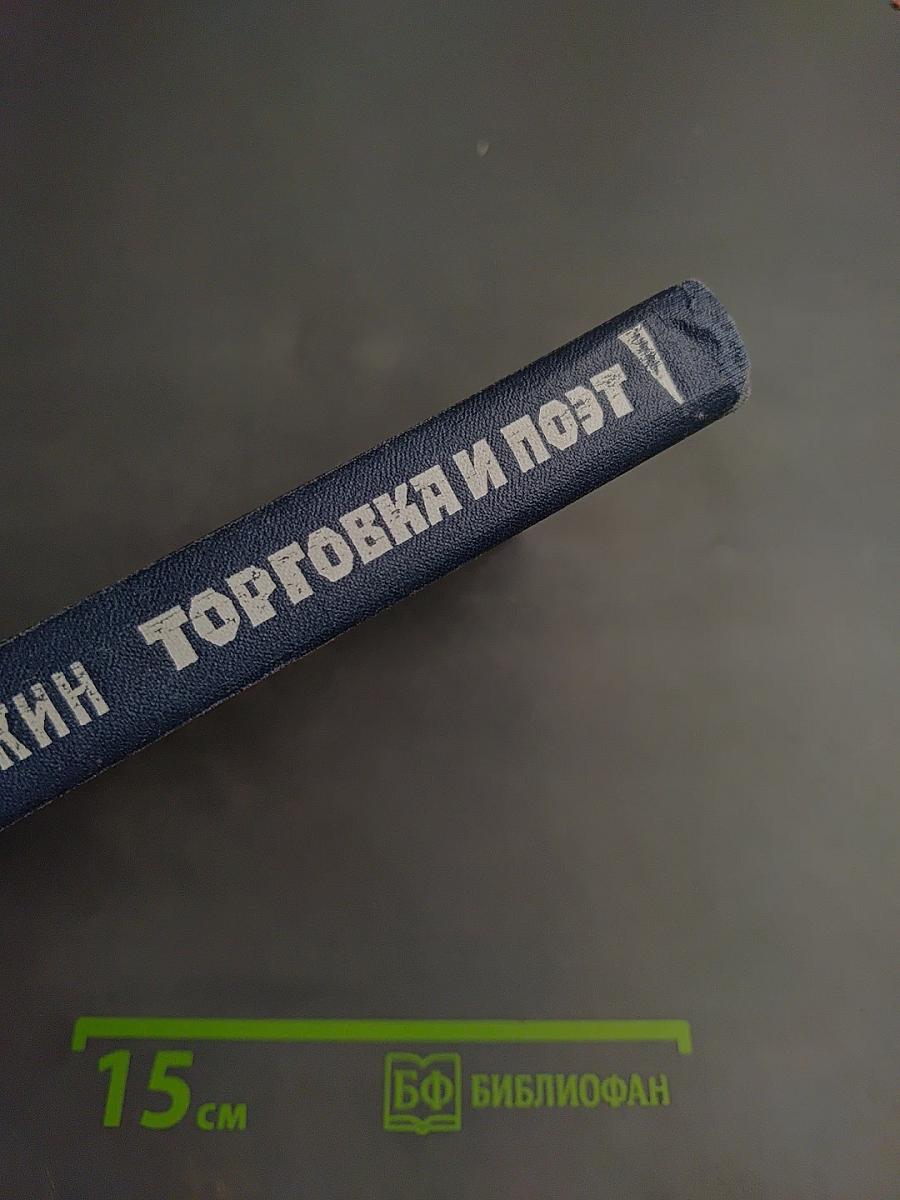 КИН ТОРГОВКА И ПОЭТ
15 см
БФ БИБЛИОФАН